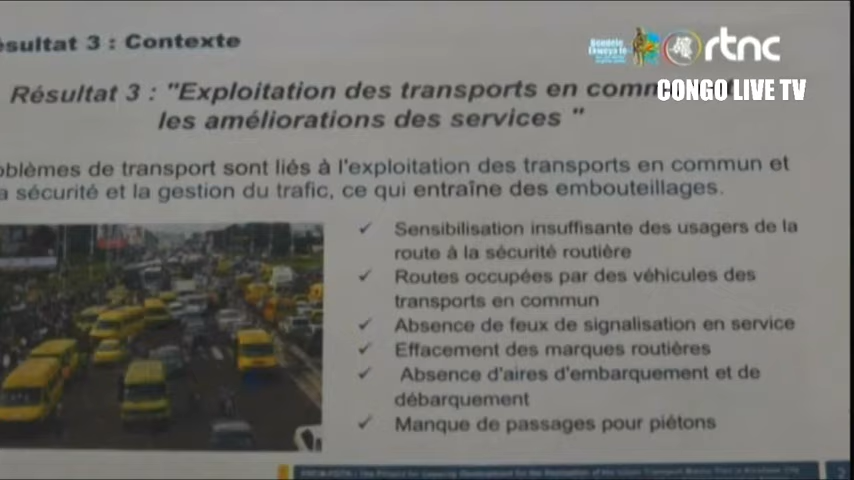 ésultat 3 : Contexte
rtnc
CONGO LIVE TV
Résultat 3 : "Exploitation des transports en comm
les améliorations des services "
oblèmes de transport sont liés à l'exploitation des transports en commun et
a sécurité et la gestion du trafic, ce qui entraîne des embouteillages.
✓ Sensibilisation insuffisante des usagers de la
route à la sécurité routière
✓ Routes occupées par des véhicules des
transports en commun
✓ Absence de feux de signalisation en service
✓ Effacement des marques routières
✓ Absence d'aires d'embarquement et de
débarquement
✓ Manque de passages pour piétons